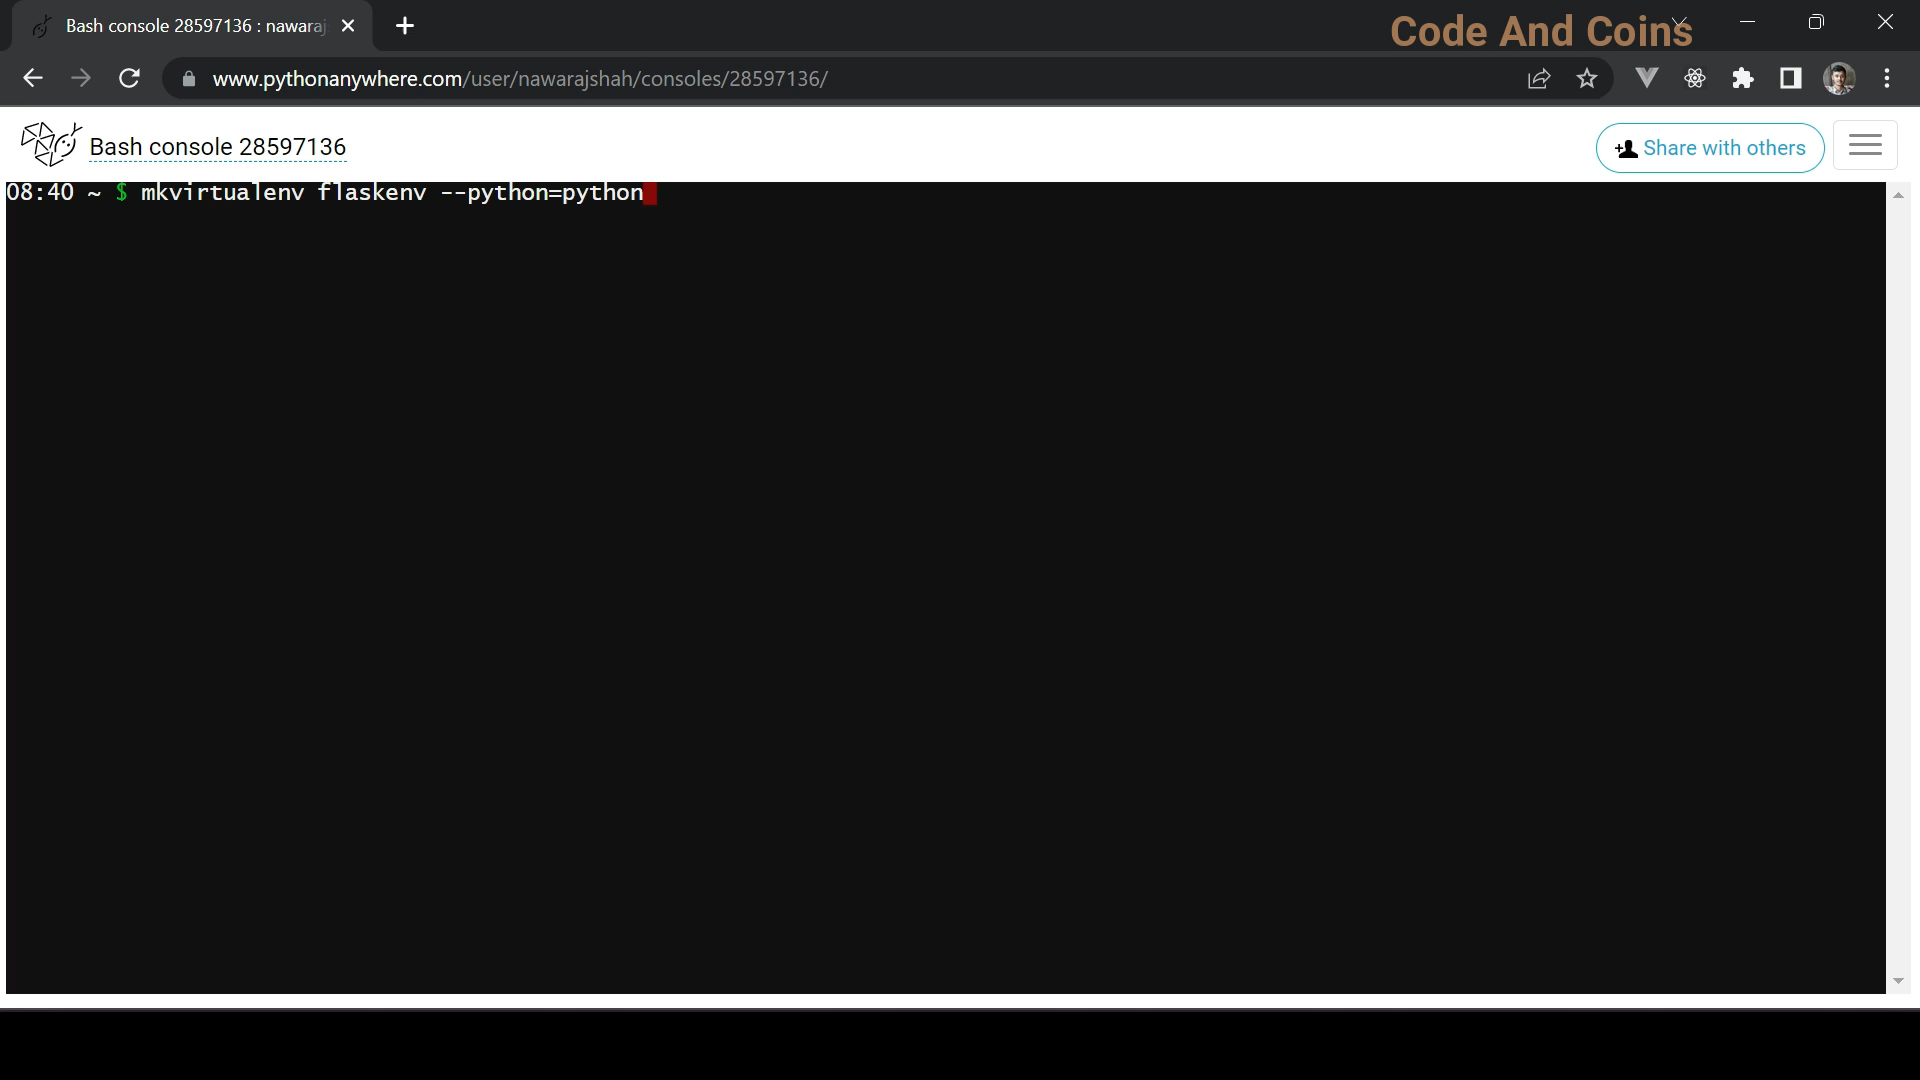 Bash console 28597136 : nawaraj
Code And Coins
www.pythonanywhere.com/user/nawarajshah/consoles/28597136/
Bash console 28597136
Share with others
08:40 ~ $ mkvirtualenv flaskenv --python=python